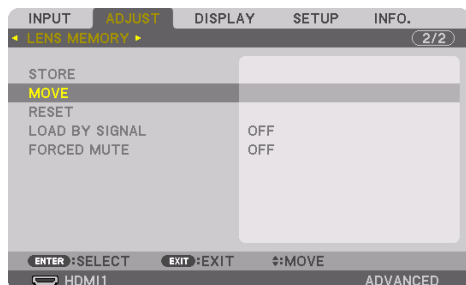 INPUT ADJUST DISPLAY SETUP INFO.
LENS MEMORY 2/2
STORE
MOVE
RESET
LOAD BY SIGNAL OFF
FORCED MUTE OFF
ENTER :SELECT EXIT :EXIT :MOVE
HDMI1 ADVANCED